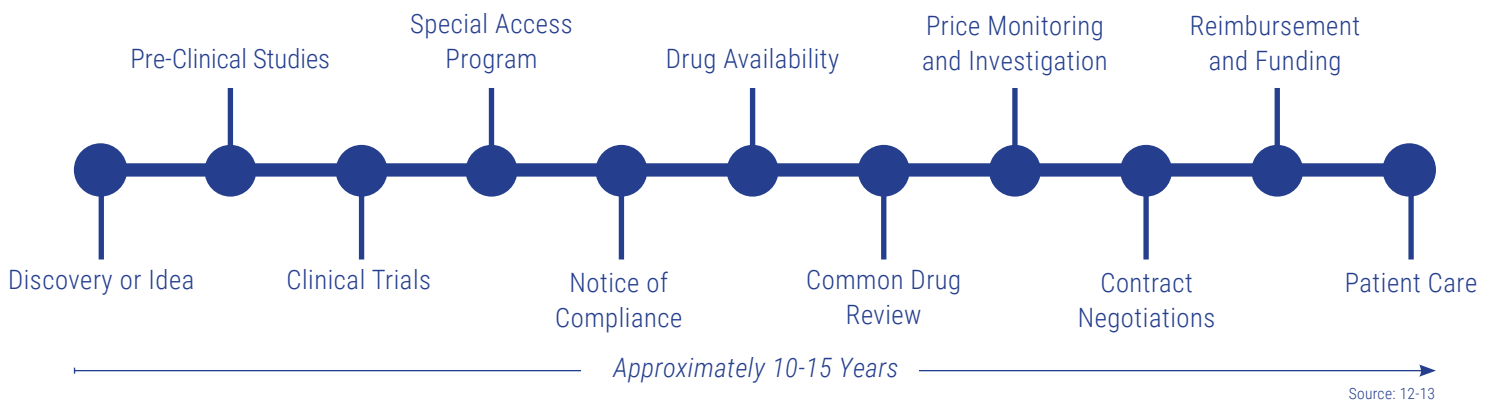 Special Access
Program
Price Monitoring
and Investigation
Reimbursement
and Funding
Pre-Clinical Studies
Drug Availability
Discovery or Idea
Clinical Trials
Notice of
Compliance
Common Drug
Review
Contract
Negotiations
Patient Care
Approximately 10-15 Years
Source: 12-13